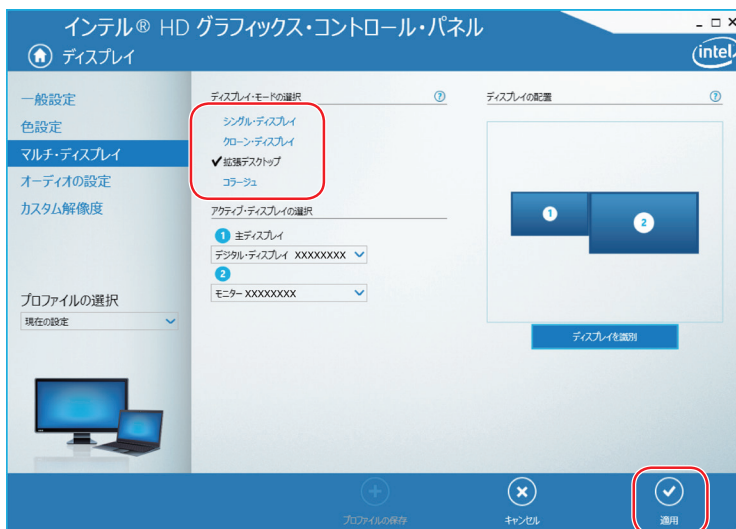 インテル® HD グラフィックス・コントロール・パネル
ディスプレイ
intel
一般設定
色設定
マルチ・ディスプレイ
オーディオの設定
カスタム解像度
プロファイルの選択
現在の設定
ディスプレイ・モードの選択
?
シングル・ディスプレイ
クローン・ディスプレイ
✔拡張デスクトップ
コラージュ
アクティブ・ディスプレイの選択
1 主ディスプレイ
デジタル・ディスプレイ XXXXXXXX
2
モニター XXXXXXXX
ディスプレイの配置
?
1
2
ディスプレイを識別
プロファイルの保存
キャンセル
適用